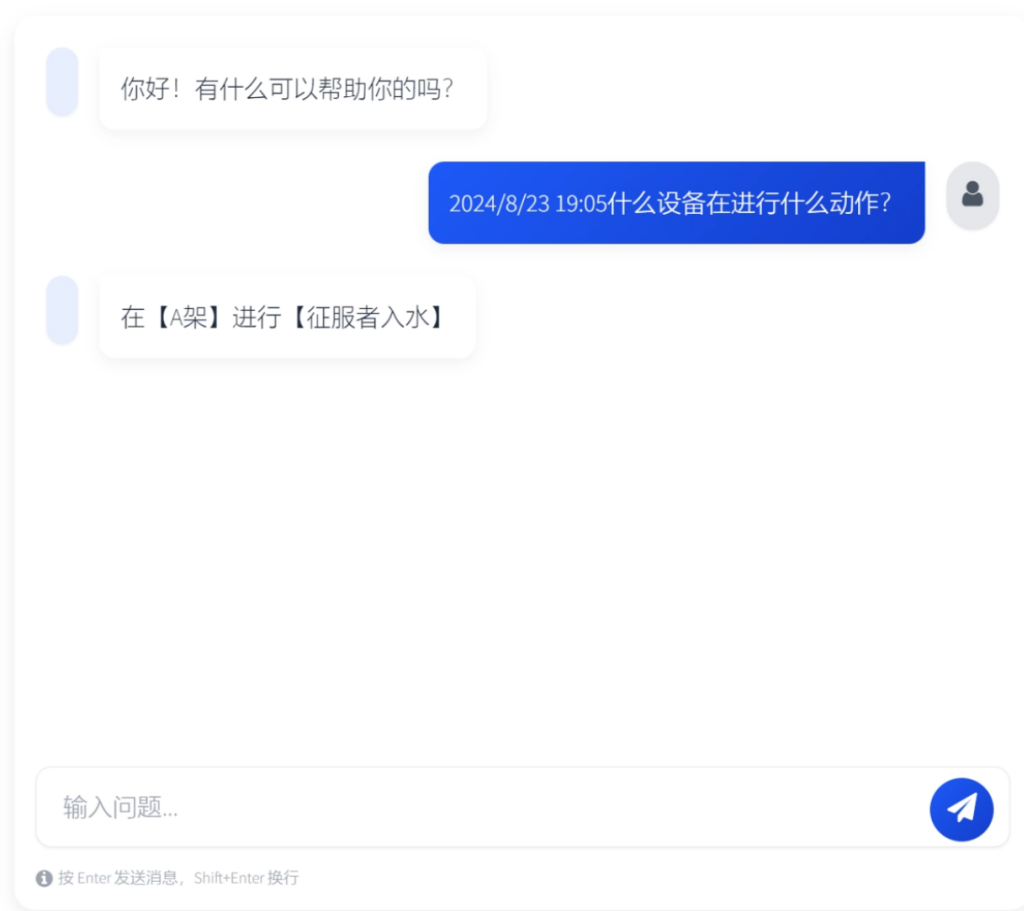 你好！有什么可以帮助你的吗？
2024/8/23 19:05什么设备在进行什么动作？
在【A架】进行【征服者入水】
输入问题...
按 Enter 发送消息，Shift+Enter 换行